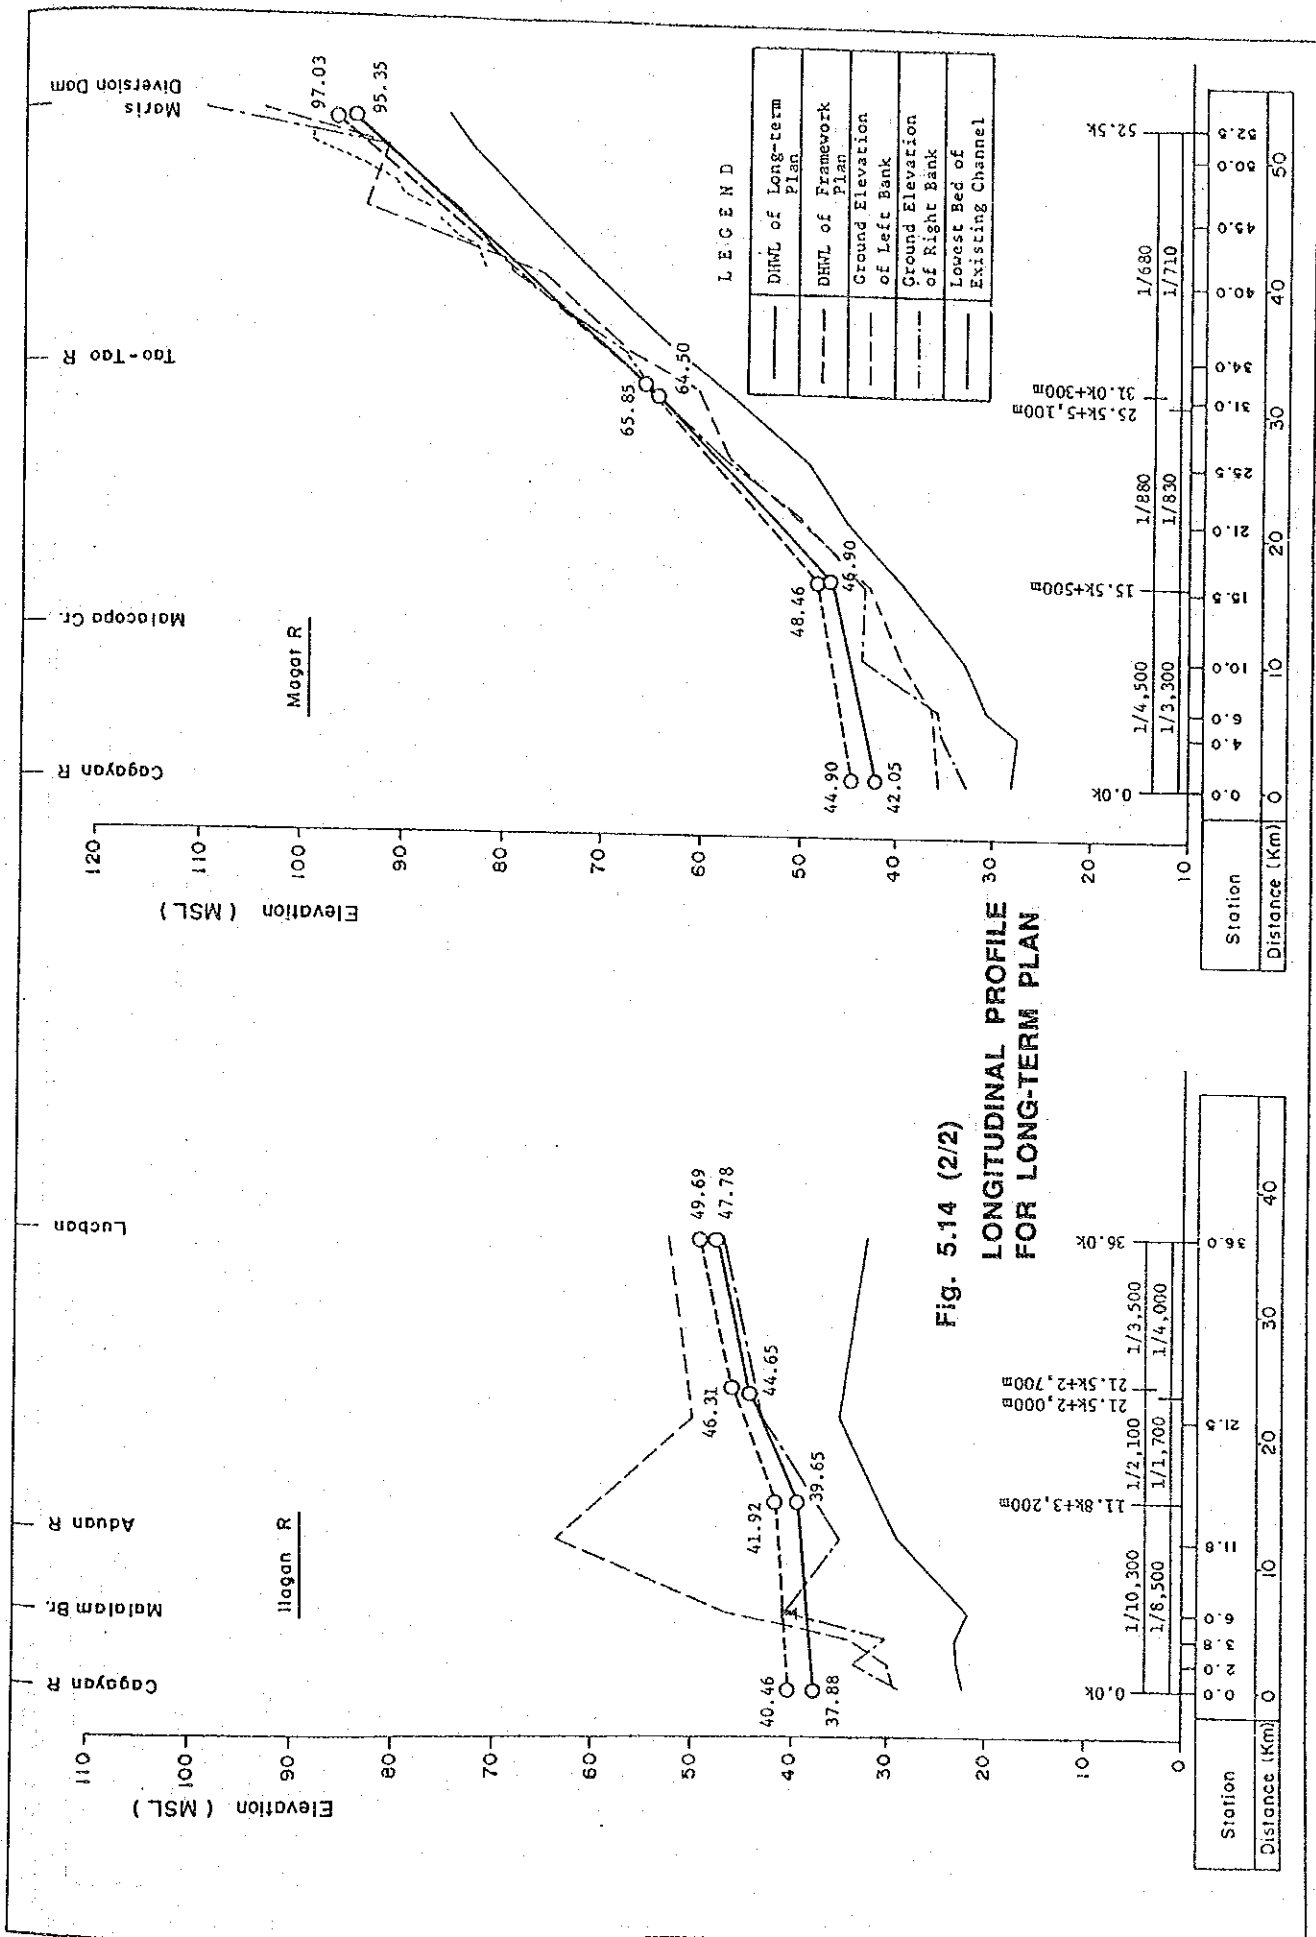 Fig. 5.14 (2/2)
LONGITUDINAL PROFILE
FOR LONG-TERM PLAN
Ilagan R
Cagayan R
Malalam Br.
Aduan R
Lucban
Elevation (MSL)
110
100
90
80
70
60
50
40
30
20
10
0
40.46
37.88
41.92
39.65
46.31
44.65
49.69
47.78
0.0k
11.8k+3,200m
21.5k+2,000m
21.5k+2,700m
36.0k
1/10,300
1/2,100
1/3,500
1/8,500
1/1,700
1/4,000
Station
0.0
2.0
3.8
6.0
11.8
21.5
36.0
Distance (Km)
0
10
20
30
40
Magat R
Cagayan R
Malacopa Cr.
Tao-Tao R
Maris
Diversion Dam
Elevation (MSL)
120
110
100
90
80
70
60
50
40
30
20
10
44.90
42.05
48.46
46.90
65.85
64.50
97.03
95.35
LEGEND
DHWL of Long-term
Plan
DHWL of Framework
Plan
Ground Elevation
of Left Bank
Ground Elevation
of Right Bank
Lowest Bed of
Existing Channel
0.0k
15.5k+500m
25.5k+5,100m
31.0k+300m
52.5k
1/4,500
1/880
1/680
1/3,300
1/830
1/710
Station
0.0
4.0
6.0
10.0
15.5
21.0
25.5
31.0
34.0
40.0
45.0
50.0
52.5
Distance (Km)
0
10
20
30
40
50